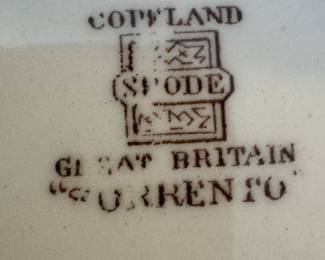 COPELAND
SPODE
GREAT BRITAIN
"SORRENTO"